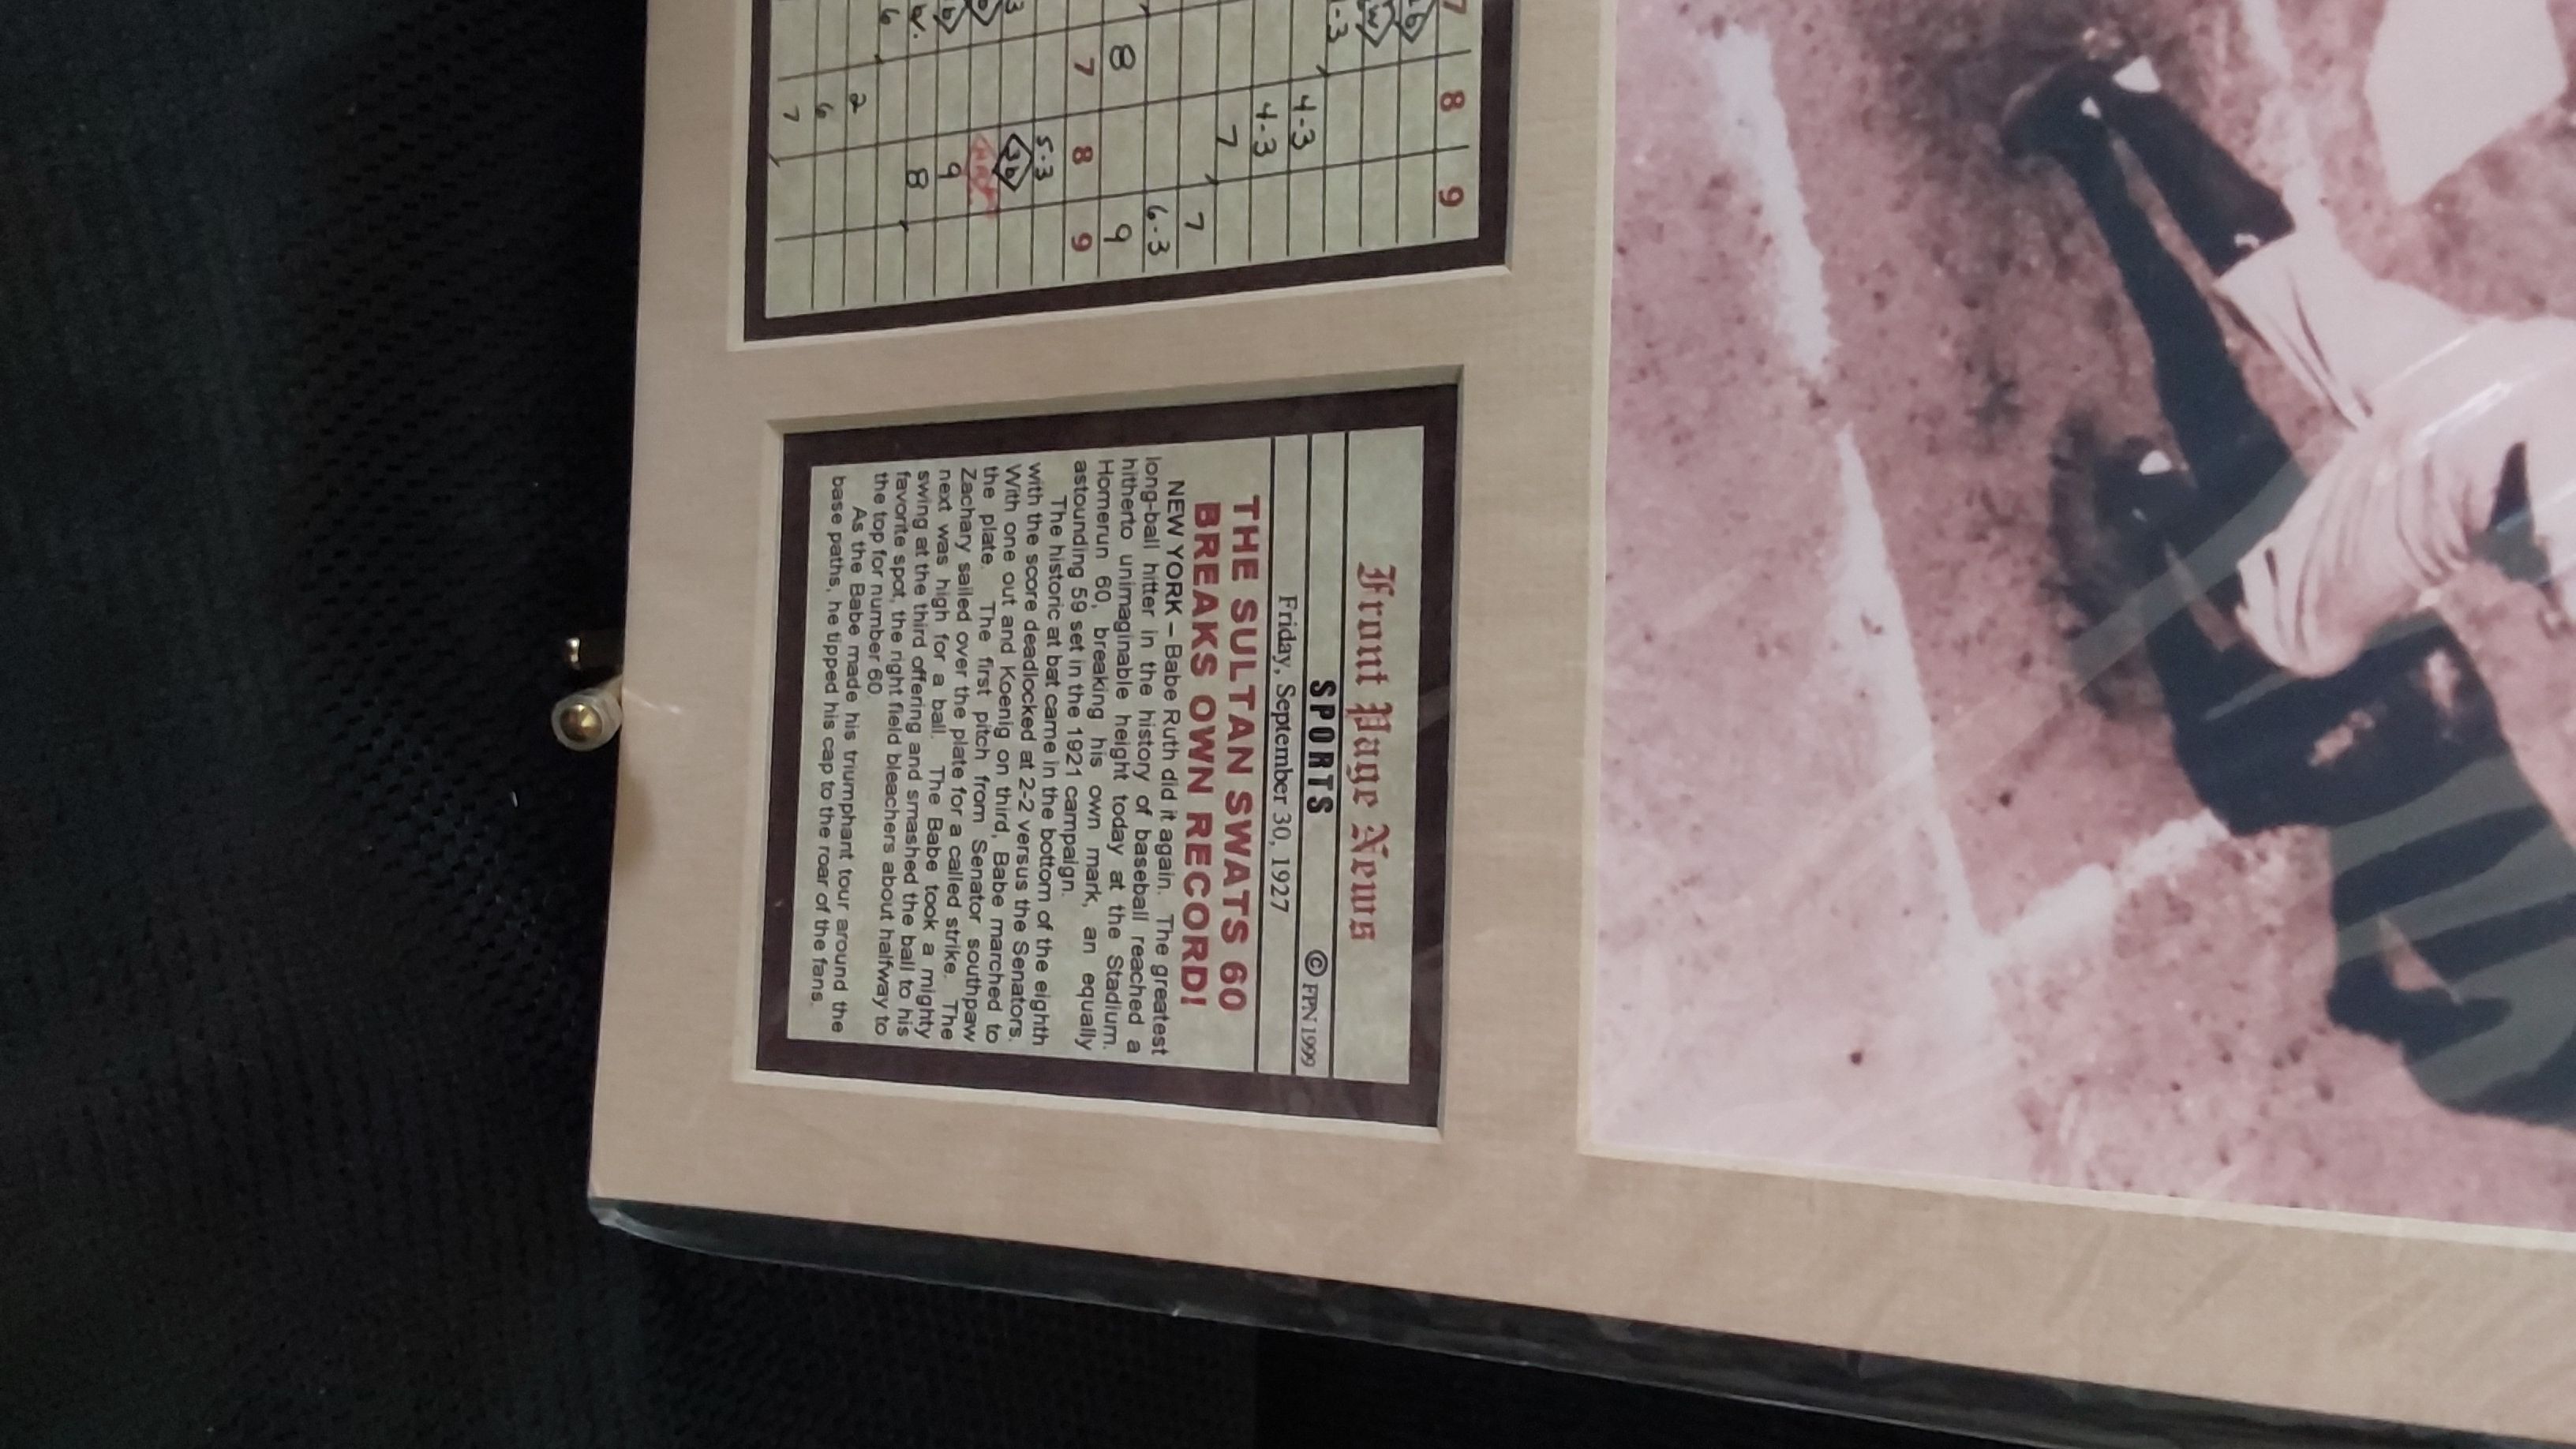 7 8 9
4-3
4-3
7
7
6-3
8 9
7 8 9
5-3
3b
HR
9
8
6
2
6
7
Front Page News
SPORTS © FPN 1999
Friday, September 30, 1927
THE SULTAN SWATS 60
BREAKS OWN RECORD!
NEW YORK – Babe Ruth did it again. The greatest
long-ball hitter in the history of baseball reached a
hitherto unimaginable height today at the Stadium.
Homerun 60, breaking his own mark, an equally
astounding 59 set in the 1921 campaign.
The historic at bat came in the bottom of the eighth
with the score deadlocked at 2-2 versus the Senators.
With one out and Koenig on third, Babe marched to
the plate. The first pitch from Senator southpaw
Zachary sailed over the plate for a called strike. The
next was high for a ball. The Babe took a mighty
swing at the third offering and smashed the ball to his
favorite spot, the right field bleachers about halfway to
the top for number 60.
As the Babe made his triumphant tour around the
base paths, he tipped his cap to the roar of the fans.